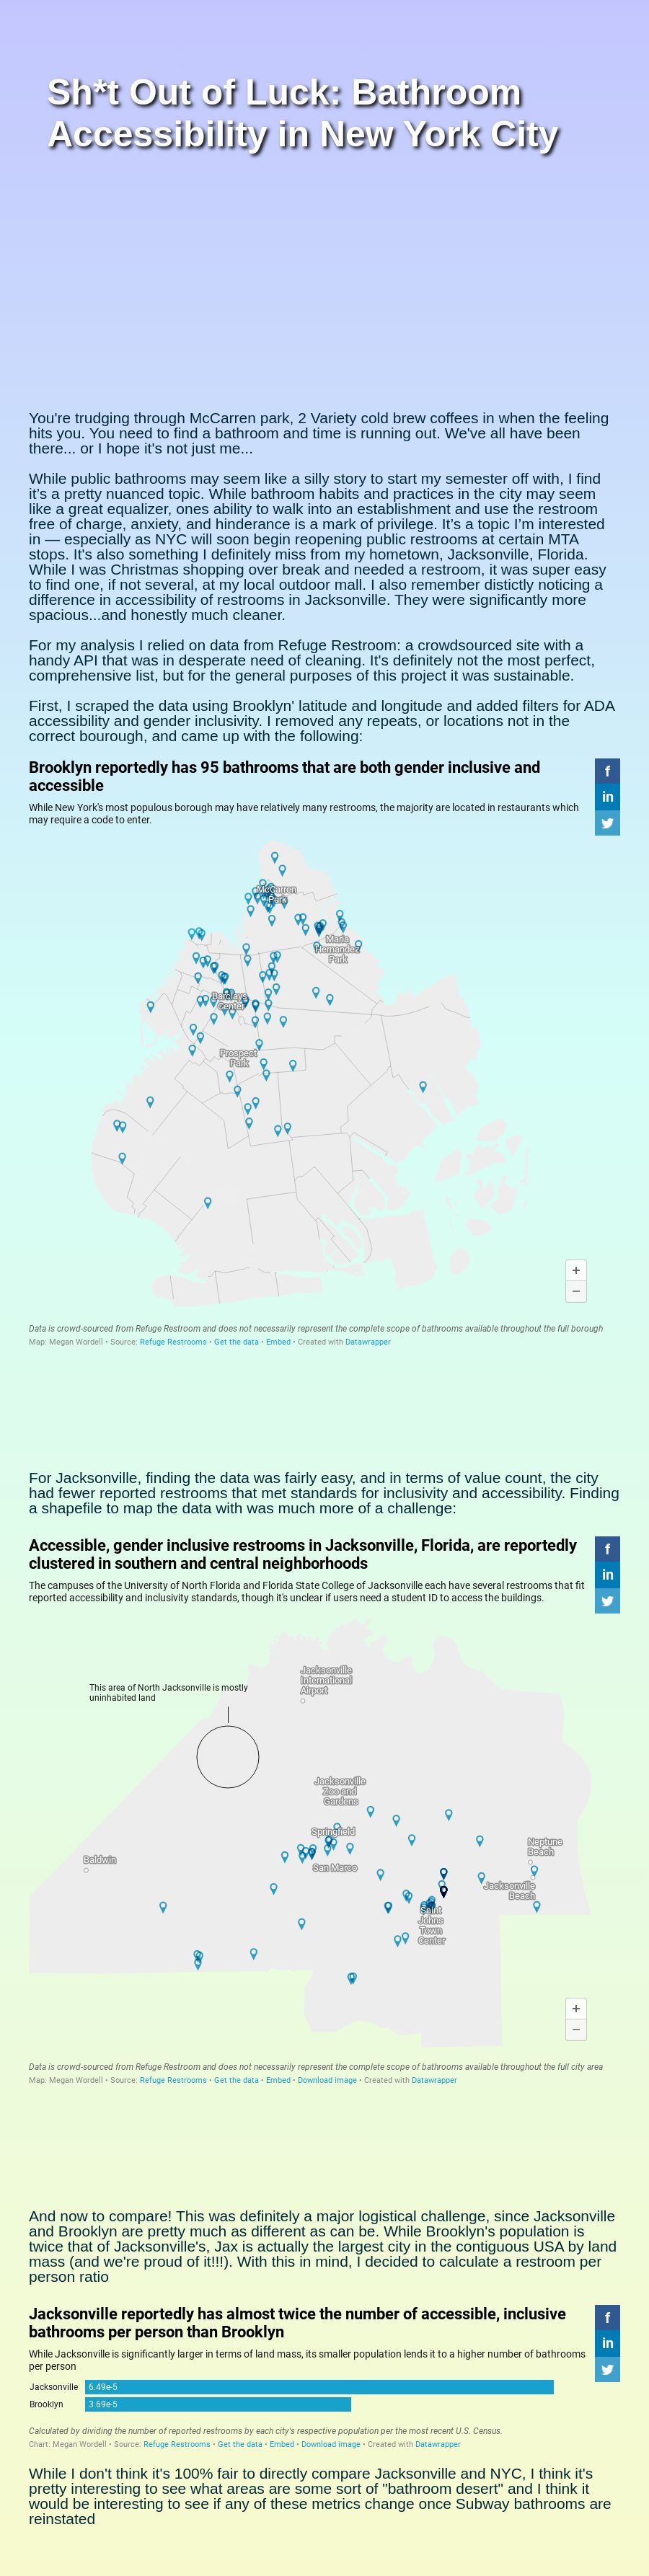 Sh*t Out of Luck: Bathroom
Accessibility in New York City
You're trudging through McCarren park, 2 Variety cold brew coffees in when the feeling
hits you. You need to find a bathroom and time is running out. We've all have been
there... or I hope it's not just me...
While public bathrooms may seem like a silly story to start my semester off with, I find
it’s a pretty nuanced topic. While bathroom habits and practices in the city may seem
like a great equalizer, ones ability to walk into an establishment and use the restroom
free of charge, anxiety, and hinderance is a mark of privilege. It’s a topic I’m interested
in — especially as NYC will soon begin reopening public restrooms at certain MTA
stops. It's also something I definitely miss from my hometown, Jacksonville, Florida.
While I was Christmas shopping over break and needed a restroom, it was super easy
to find one, if not several, at my local outdoor mall. I also remember distictly noticing a
difference in accessibility of restrooms in Jacksonville. They were significantly more
spacious...and honestly much cleaner.
For my analysis I relied on data from Refuge Restroom: a crowdsourced site with a
handy API that was in desperate need of cleaning. It's definitely not the most perfect,
comprehensive list, but for the general purposes of this project it was sustainable.
First, I scraped the data using Brooklyn' latitude and longitude and added filters for ADA
accessibility and gender inclusivity. I removed any repeats, or locations not in the
correct bourough, and came up with the following:
Brooklyn reportedly has 95 bathrooms that are both gender inclusive and
accessible
f
While New York's most populous borough may have relatively many restrooms, the majority are located in restaurants which
may require a code to enter.
in
McCarren
Park
Maria
Hernandez
Park
Barclays
Center
Prospect
Park
+
−
Data is crowd-sourced from Refuge Restroom and does not necessarily represent the complete scope of bathrooms available throughout the full borough
Map: Megan Wordell • Source: Refuge Restrooms • Get the data • Embed • Created with Datawrapper
For Jacksonville, finding the data was fairly easy, and in terms of value count, the city
had fewer reported restrooms that met standards for inclusivity and accessibility. Finding
a shapefile to map the data with was much more of a challenge:
Accessible, gender inclusive restrooms in Jacksonville, Florida, are reportedly
clustered in southern and central neighborhoods
f
The campuses of the University of North Florida and Florida State College of Jacksonville each have several restrooms that fit
reported accessibility and inclusivity standards, though it's unclear if users need a student ID to access the buildings.
in
Jacksonville
International
Airport
This area of North Jacksonville is mostly
uninhabited land
Jacksonville
Zoo and
Gardens
Springfield
Neptune
Beach
Baldwin
San Marco
Jacksonville
Beach
Saint
Johns
Town
Center
+
−
Data is crowd-sourced from Refuge Restroom and does not necessarily represent the complete scope of bathrooms available throughout the full city area
Map: Megan Wordell • Source: Refuge Restrooms • Get the data • Embed • Download image • Created with Datawrapper
And now to compare! This was definitely a major logistical challenge, since Jacksonville
and Brooklyn are pretty much as different as can be. While Brooklyn's population is
twice that of Jacksonville's, Jax is actually the largest city in the contiguous USA by land
mass (and we're proud of it!!!). With this in mind, I decided to calculate a restroom per
person ratio
Jacksonville reportedly has almost twice the number of accessible, inclusive
bathrooms per person than Brooklyn
f
While Jacksonville is significantly larger in terms of land mass, its smaller population lends it to a higher number of bathrooms
per person
in
Jacksonville 6.49e-5
Brooklyn 3.69e-5
Calculated by dividing the number of reported restrooms by each city's respective population per the most recent U.S. Census.
Chart: Megan Wordell • Source: Refuge Restrooms • Get the data • Embed • Download image • Created with Datawrapper
While I don't think it's 100% fair to directly compare Jacksonville and NYC, I think it's
pretty interesting to see what areas are some sort of "bathroom desert" and I think it
would be interesting to see if any of these metrics change once Subway bathrooms are
reinstated